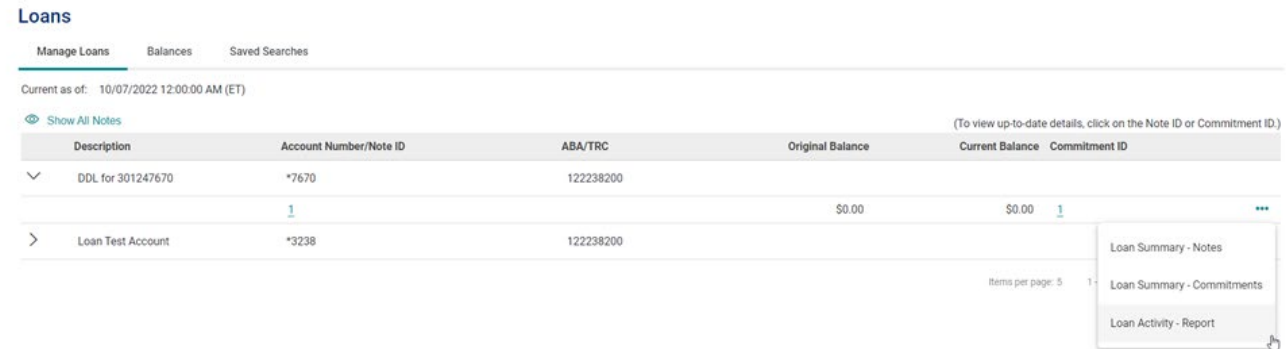 Loans
Manage Loans Balances Saved Searches
Current as of: 10/07/2022 12:00:00 AM (ET)
Show All Notes
(To view up-to-date details, click on the Note ID or Commitment ID.)
Description Account Number/Note ID ABA/TRC Original Balance Current Balance Commitment ID
DDL for 301247670 *7670 122238200
1 $0.00 $0.00 1
Loan Test Account *3238 122238200
Loan Summary - Notes
Items per page: 5 1 -
Loan Summary - Commitments
Loan Activity - Report